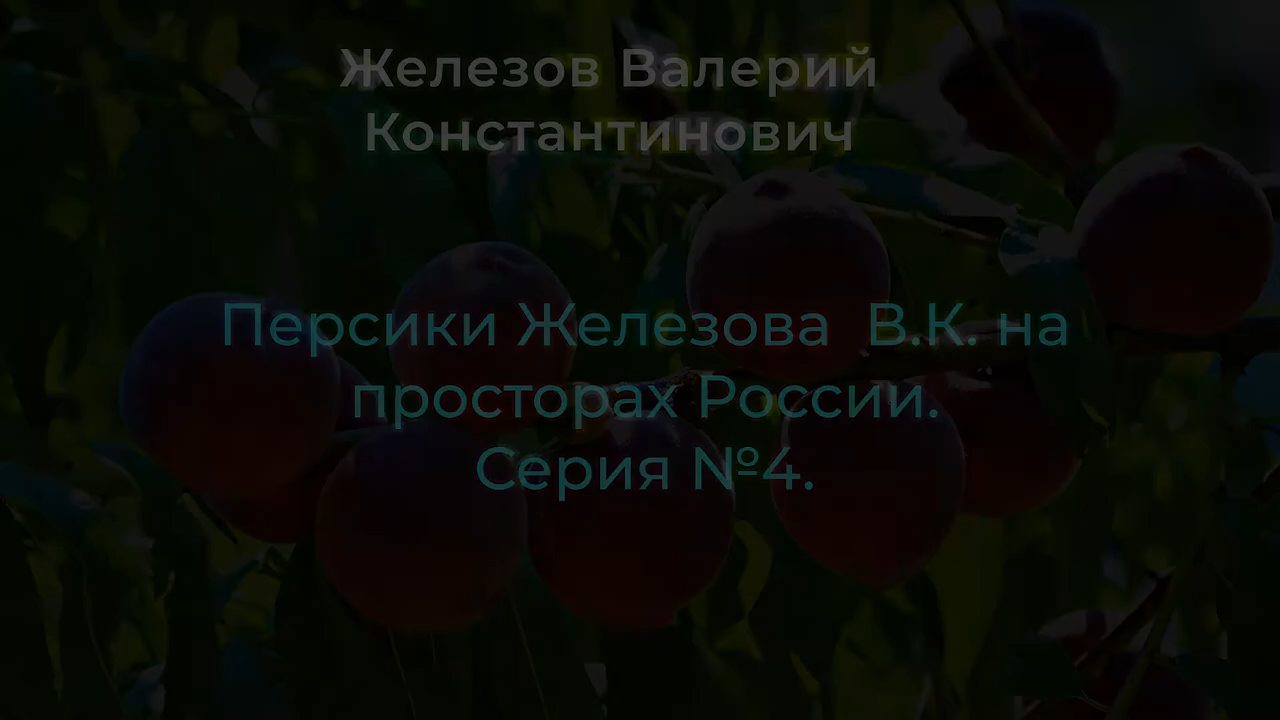 Железов Валерий
Константинович
Персики Железова В.К. на
просторах России.
Серия №4.